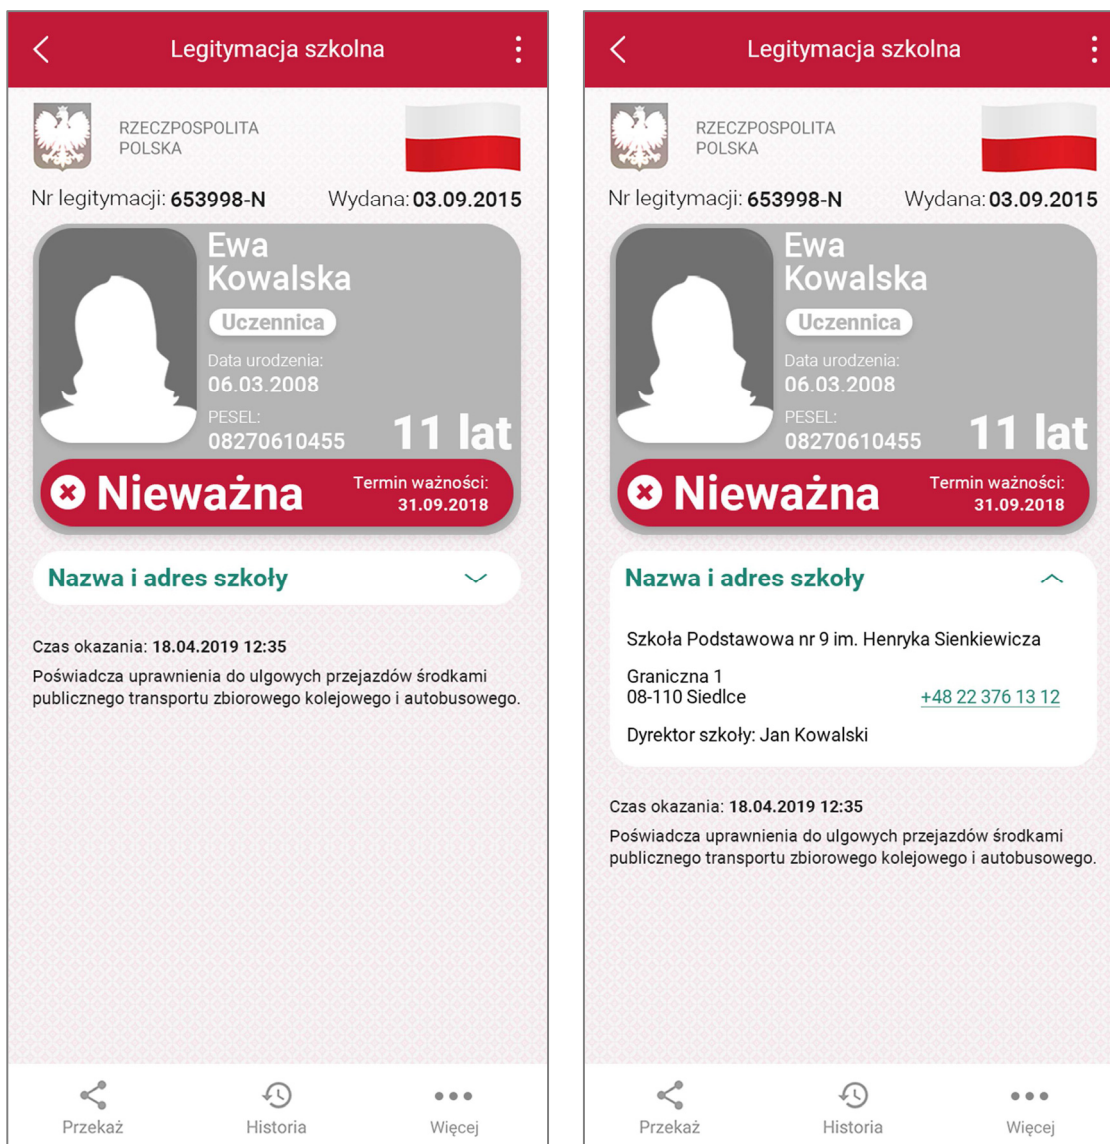 Legitymacja szkolna
RZECZPOSPOLITA
POLSKA
Nr legitymacji: 653998-N Wydana: 03.09.2015
Ewa
Kowalska
Uczennica
Data urodzenia:
06.03.2008
PESEL:
08270610455
11 lat
Nieważna
Termin ważności:
31.09.2018
Nazwa i adres szkoły
Czas okazania: 18.04.2019 12:35
Poświadcza uprawnienia do ulgowych przejazdów środkami
publicznego transportu zbiorowego kolejowego i autobusowego.
Przekaż Historia Więcej
Legitymacja szkolna
RZECZPOSPOLITA
POLSKA
Nr legitymacji: 653998-N Wydana: 03.09.2015
Ewa
Kowalska
Uczennica
Data urodzenia:
06.03.2008
PESEL:
08270610455
11 lat
Nieważna
Termin ważności:
31.09.2018
Nazwa i adres szkoły
Szkoła Podstawowa nr 9 im. Henryka Sienkiewicza
Graniczna 1
08-110 Siedlce +48 22 376 13 12
Dyrektor szkoły: Jan Kowalski
Czas okazania: 18.04.2019 12:35
Poświadcza uprawnienia do ulgowych przejazdów środkami
publicznego transportu zbiorowego kolejowego i autobusowego.
Przekaż Historia Więcej